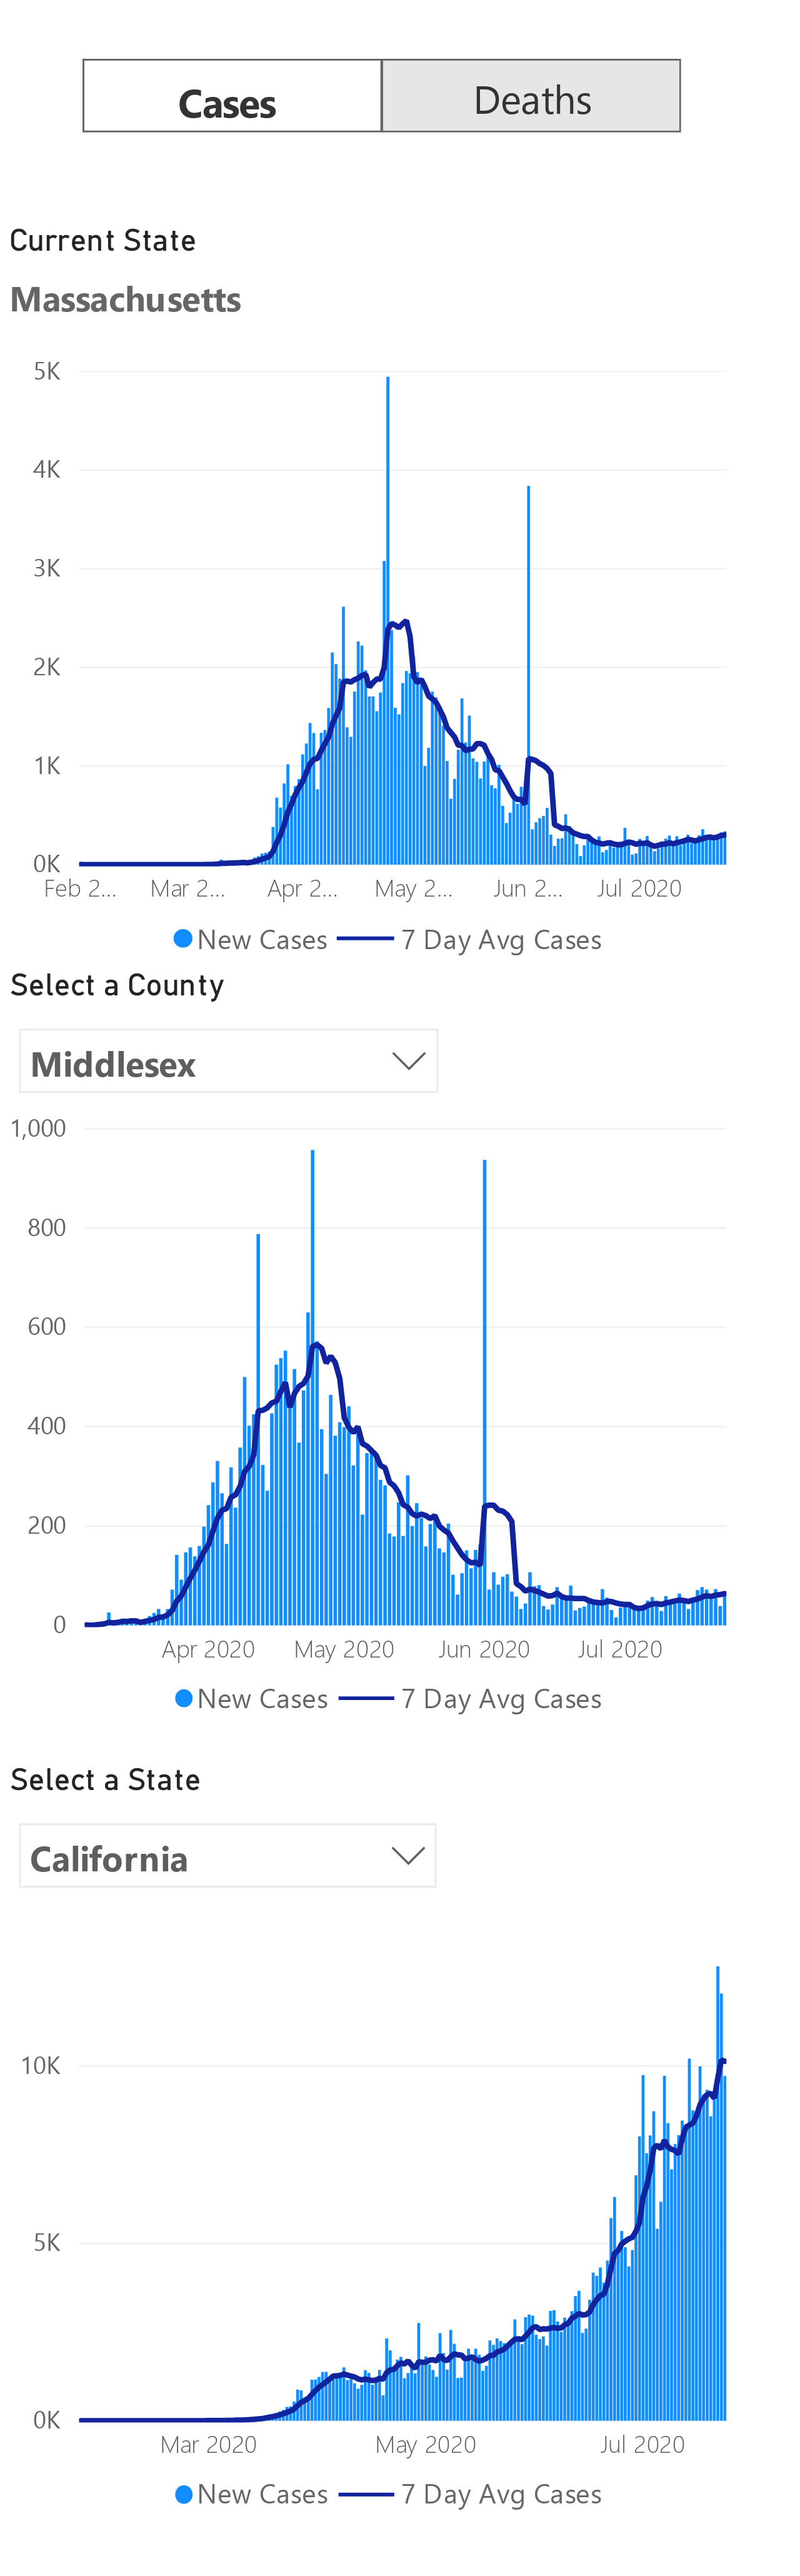 Cases Deaths
Current State
Massachusetts
5K
4K
3K
2K
1K
0K
Feb 2... Mar 2... Apr 2... May 2... Jun 2... Jul 2020
New Cases 7 Day Avg Cases
Select a County
Middlesex
1,000
800
600
400
200
0
Apr 2020 May 2020 Jun 2020 Jul 2020
New Cases 7 Day Avg Cases
Select a State
California
10K
5K
0K
Mar 2020 May 2020 Jul 2020
New Cases 7 Day Avg Cases